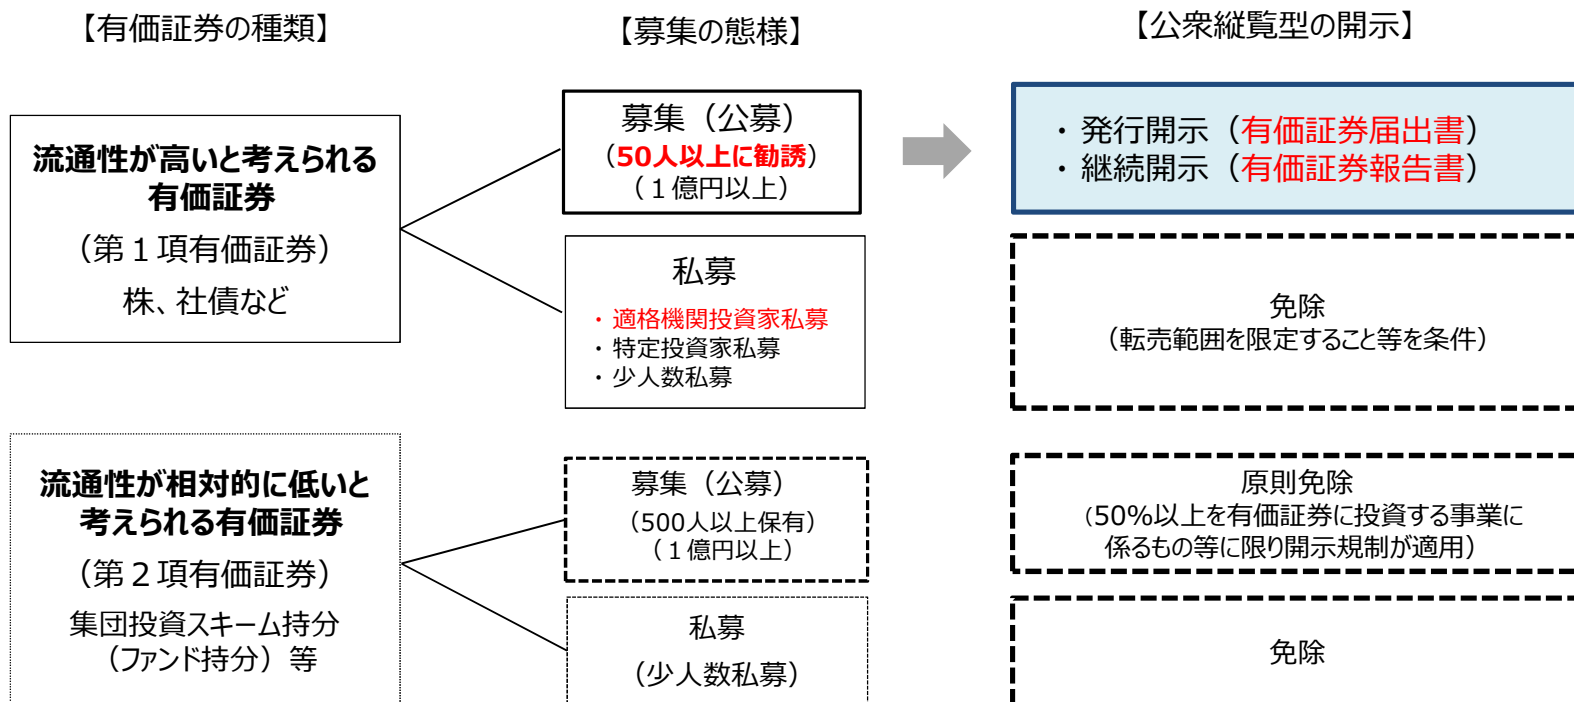 【有価証券の種類】
【募集の態様】
【公衆縦覧型の開示】
流通性が高いと考えられる
有価証券
（第１項有価証券）
株、社債など
募集（公募）
（50人以上に勧誘）
（１億円以上）
・発行開示（有価証券届出書）
・継続開示（有価証券報告書）
私募
・適格機関投資家私募
・特定投資家私募
・少人数私募
免除
（転売範囲を限定すること等を条件）
流通性が相対的に低いと
考えられる有価証券
（第２項有価証券）
集団投資スキーム持分
（ファンド持分）等
募集（公募）
（500人以上保有）
（１億円以上）
原則免除
（50%以上を有価証券に投資する事業に
係るもの等に限り開示規制が適用）
私募
（少人数私募）
免除